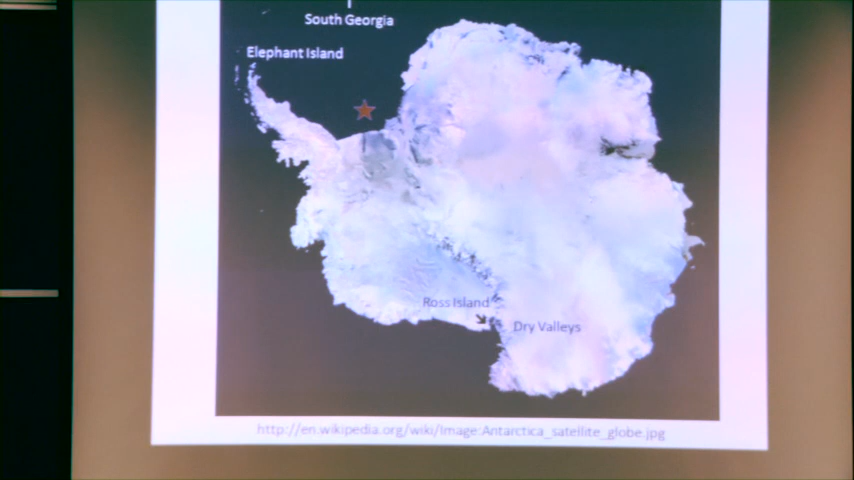 South Georgia
Elephant Island
Ross Island
Dry Valleys
http://en.wikipedia.org/wiki/Image:Antarctica_satellite_globe.jpg